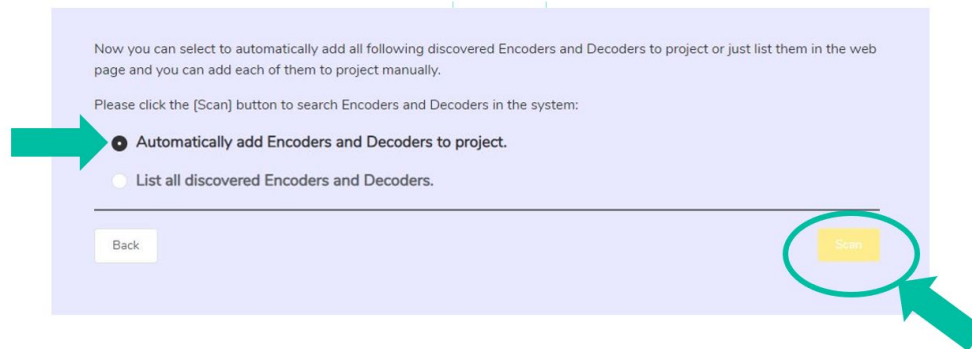 Now you can select to automatically add all following discovered Encoders and Decoders to project or just list them in the web
page and you can add each of them to project manually.
Please click the [Scan] button to search Encoders and Decoders in the system:
Automatically add Encoders and Decoders to project.
List all discovered Encoders and Decoders.
Back
Scan